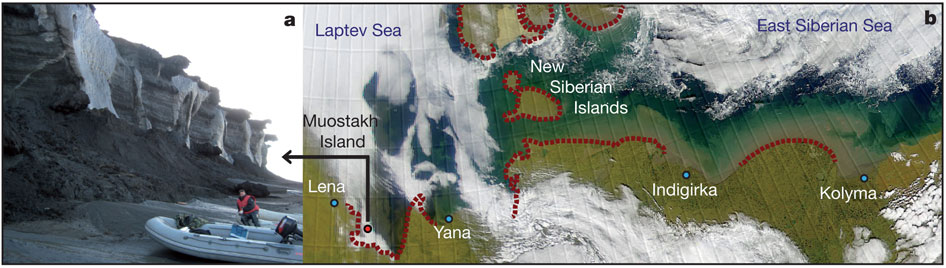 a
Laptev Sea
East Siberian Sea
b
New
Siberian
Islands
Muostakh
Island
Lena
Yana
Indigirka
Kolyma